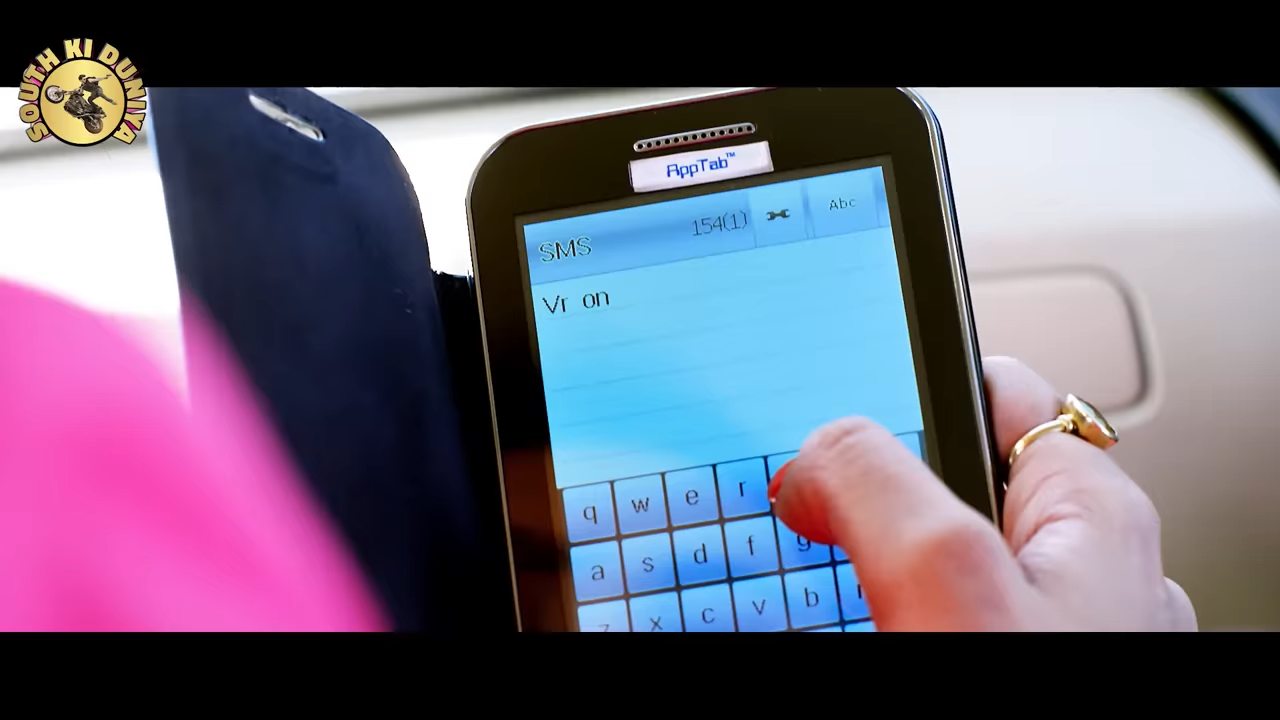 SOUTH KI DUNIYA
AppTab™
SMS 154(1) Abc
Vr on
q w e r
a s d f g
z x c v b